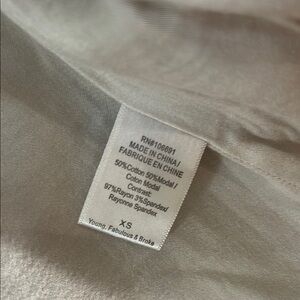 RN#106691
MADE IN CHINA/
FABRIQUE EN CHINE
50%Cotton 50%Modal/
Coton Modal
Contrast:
97%Rayon 3%Spandex/
Rayonne Spandex
XS
Young, Fabulous & Broke